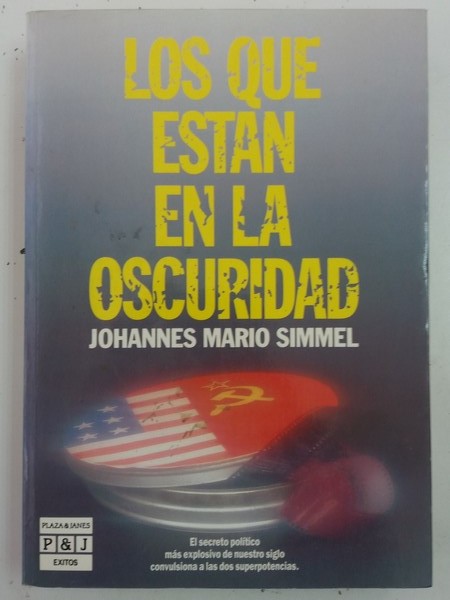 LOS QUE
ESTAN
EN LA
OSCURIDAD
JOHANNES MARIO SIMMEL
El secreto político
más explosivo de nuestro siglo
convulsiona a las dos superpotencias.
PLAZA & JANES
P & J
EXITOS